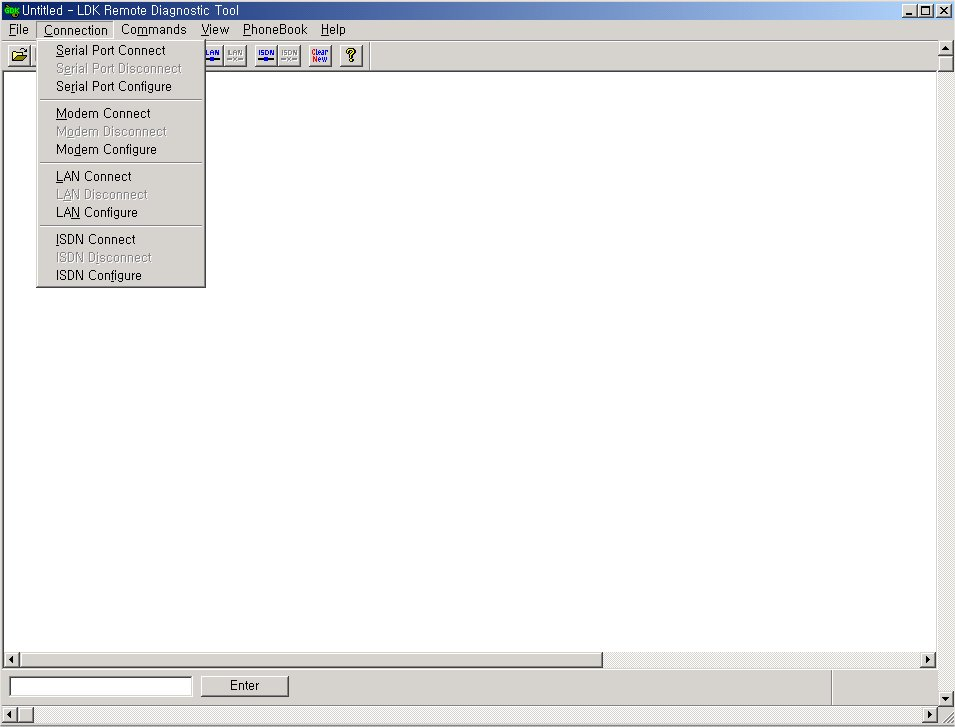 Untitled - LDK Remote Diagnostic Tool
File Connection Commands View PhoneBook Help
LAN LAN ISDN ISDN Clear New ?
Serial Port Connect
Serial Port Disconnect
Serial Port Configure
Modem Connect
Modem Disconnect
Modem Configure
LAN Connect
LAN Disconnect
LAN Configure
ISDN Connect
ISDN Disconnect
ISDN Configure
Enter